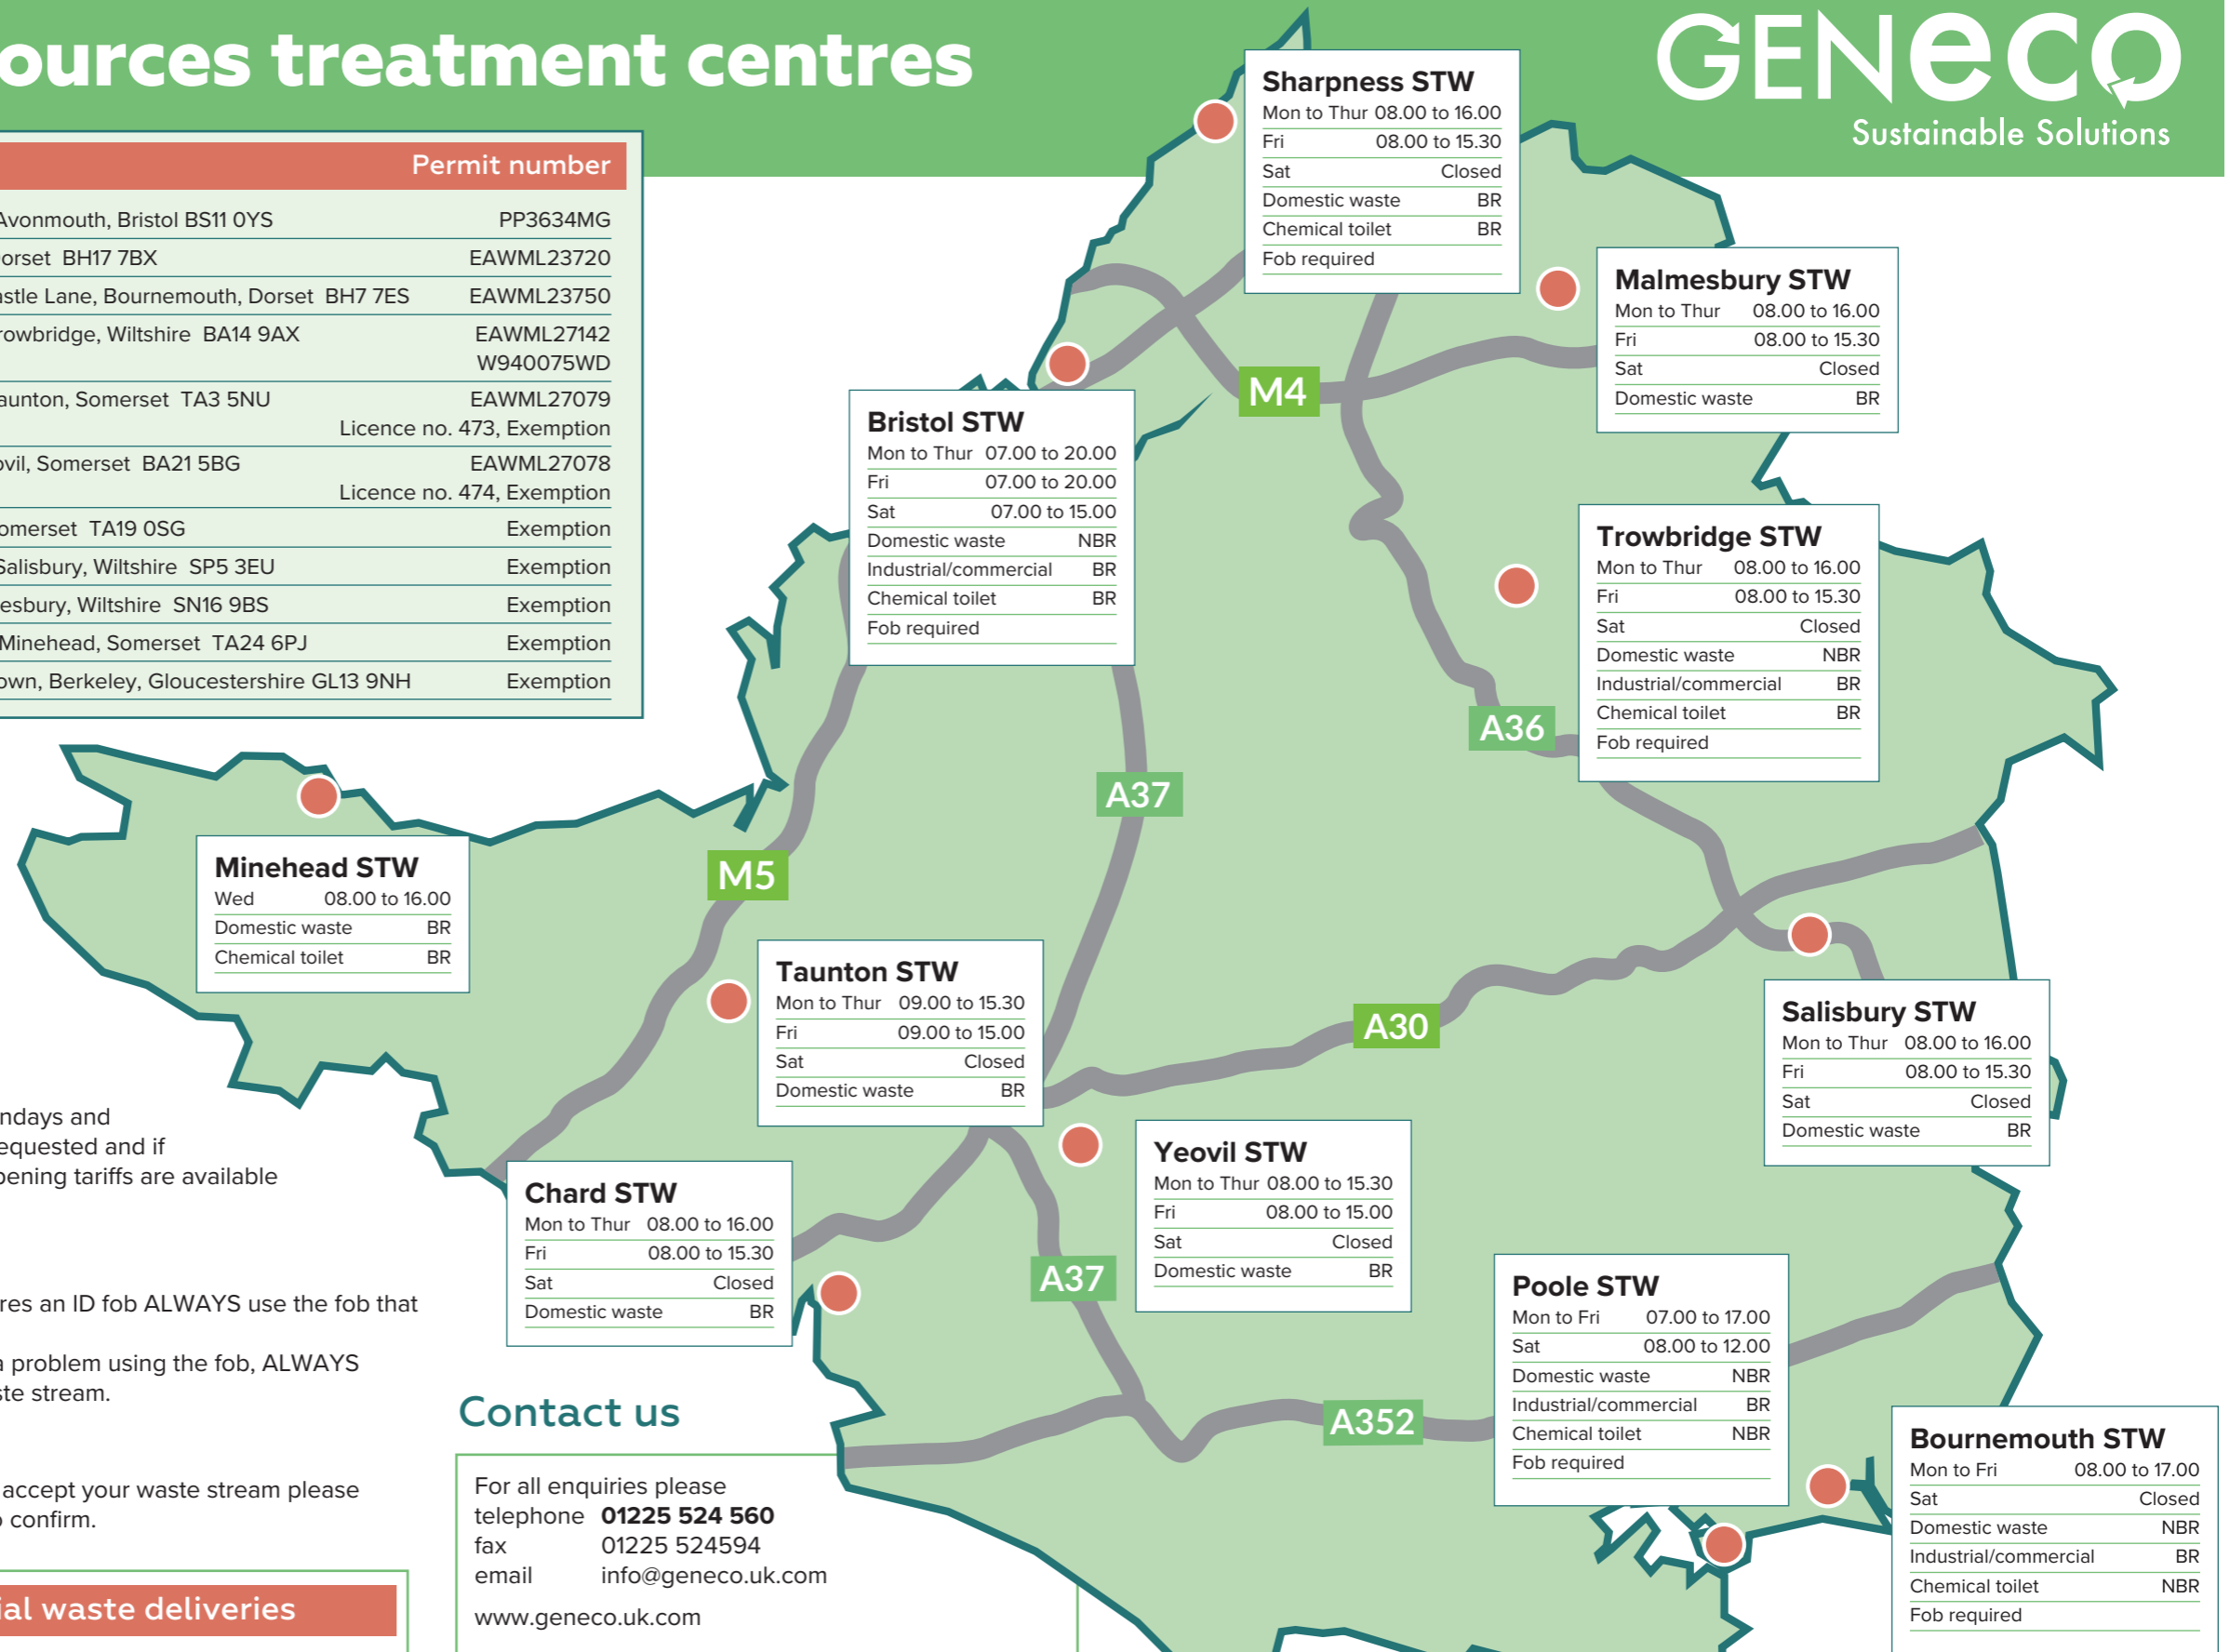 ources treatment centres
GENeco
Sustainable Solutions
Permit number
Avonmouth, Bristol BS11 0YS PP3634MG
orset BH17 7BX EAWML23720
astle Lane, Bournemouth, Dorset BH7 7ES EAWML23750
rowbridge, Wiltshire BA14 9AX EAWML27142
W940075WD
aunton, Somerset TA3 5NU EAWML27079
Licence no. 473, Exemption
ovil, Somerset BA21 5BG EAWML27078
Licence no. 474, Exemption
omerset TA19 0SG Exemption
Salisbury, Wiltshire SP5 3EU Exemption
esbury, Wiltshire SN16 9BS Exemption
Minehead, Somerset TA24 6PJ Exemption
own, Berkeley, Gloucestershire GL13 9NH Exemption
Sharpness STW
Mon to Thur 08.00 to 16.00
Fri 08.00 to 15.30
Sat Closed
Domestic waste BR
Chemical toilet BR
Fob required
Malmesbury STW
Mon to Thur 08.00 to 16.00
Fri 08.00 to 15.30
Sat Closed
Domestic waste BR
M4
Bristol STW
Mon to Thur 07.00 to 20.00
Fri 07.00 to 20.00
Sat 07.00 to 15.00
Domestic waste NBR
Industrial/commercial BR
Chemical toilet BR
Fob required
Trowbridge STW
Mon to Thur 08.00 to 16.00
Fri 08.00 to 15.30
Sat Closed
Domestic waste NBR
Industrial/commercial BR
Chemical toilet BR
Fob required
A36
A37
M5
Minehead STW
Wed 08.00 to 16.00
Domestic waste BR
Chemical toilet BR
Taunton STW
Mon to Thur 09.00 to 15.30
Fri 09.00 to 15.00
Sat Closed
Domestic waste BR
A30
Salisbury STW
Mon to Thur 08.00 to 16.00
Fri 08.00 to 15.30
Sat Closed
Domestic waste BR
Yeovil STW
Mon to Thur 08.00 to 15.30
Fri 08.00 to 15.00
Sat Closed
Domestic waste BR
Chard STW
Mon to Thur 08.00 to 16.00
Fri 08.00 to 15.30
Sat Closed
Domestic waste BR
A37
Poole STW
Mon to Fri 07.00 to 17.00
Sat 08.00 to 12.00
Domestic waste NBR
Industrial/commercial BR
Chemical toilet NBR
Fob required
A352
Bournemouth STW
Mon to Fri 08.00 to 17.00
Sat Closed
Domestic waste NBR
Industrial/commercial BR
Chemical toilet NBR
Fob required
ndays and
equested and if
pening tariffs are available
res an ID fob ALWAYS use the fob that
a problem using the fob, ALWAYS
ste stream.
accept your waste stream please
o confirm.
ial waste deliveries
Contact us
For all enquiries please
telephone 01225 524 560
fax 01225 524594
email info@geneco.uk.com
www.geneco.uk.com